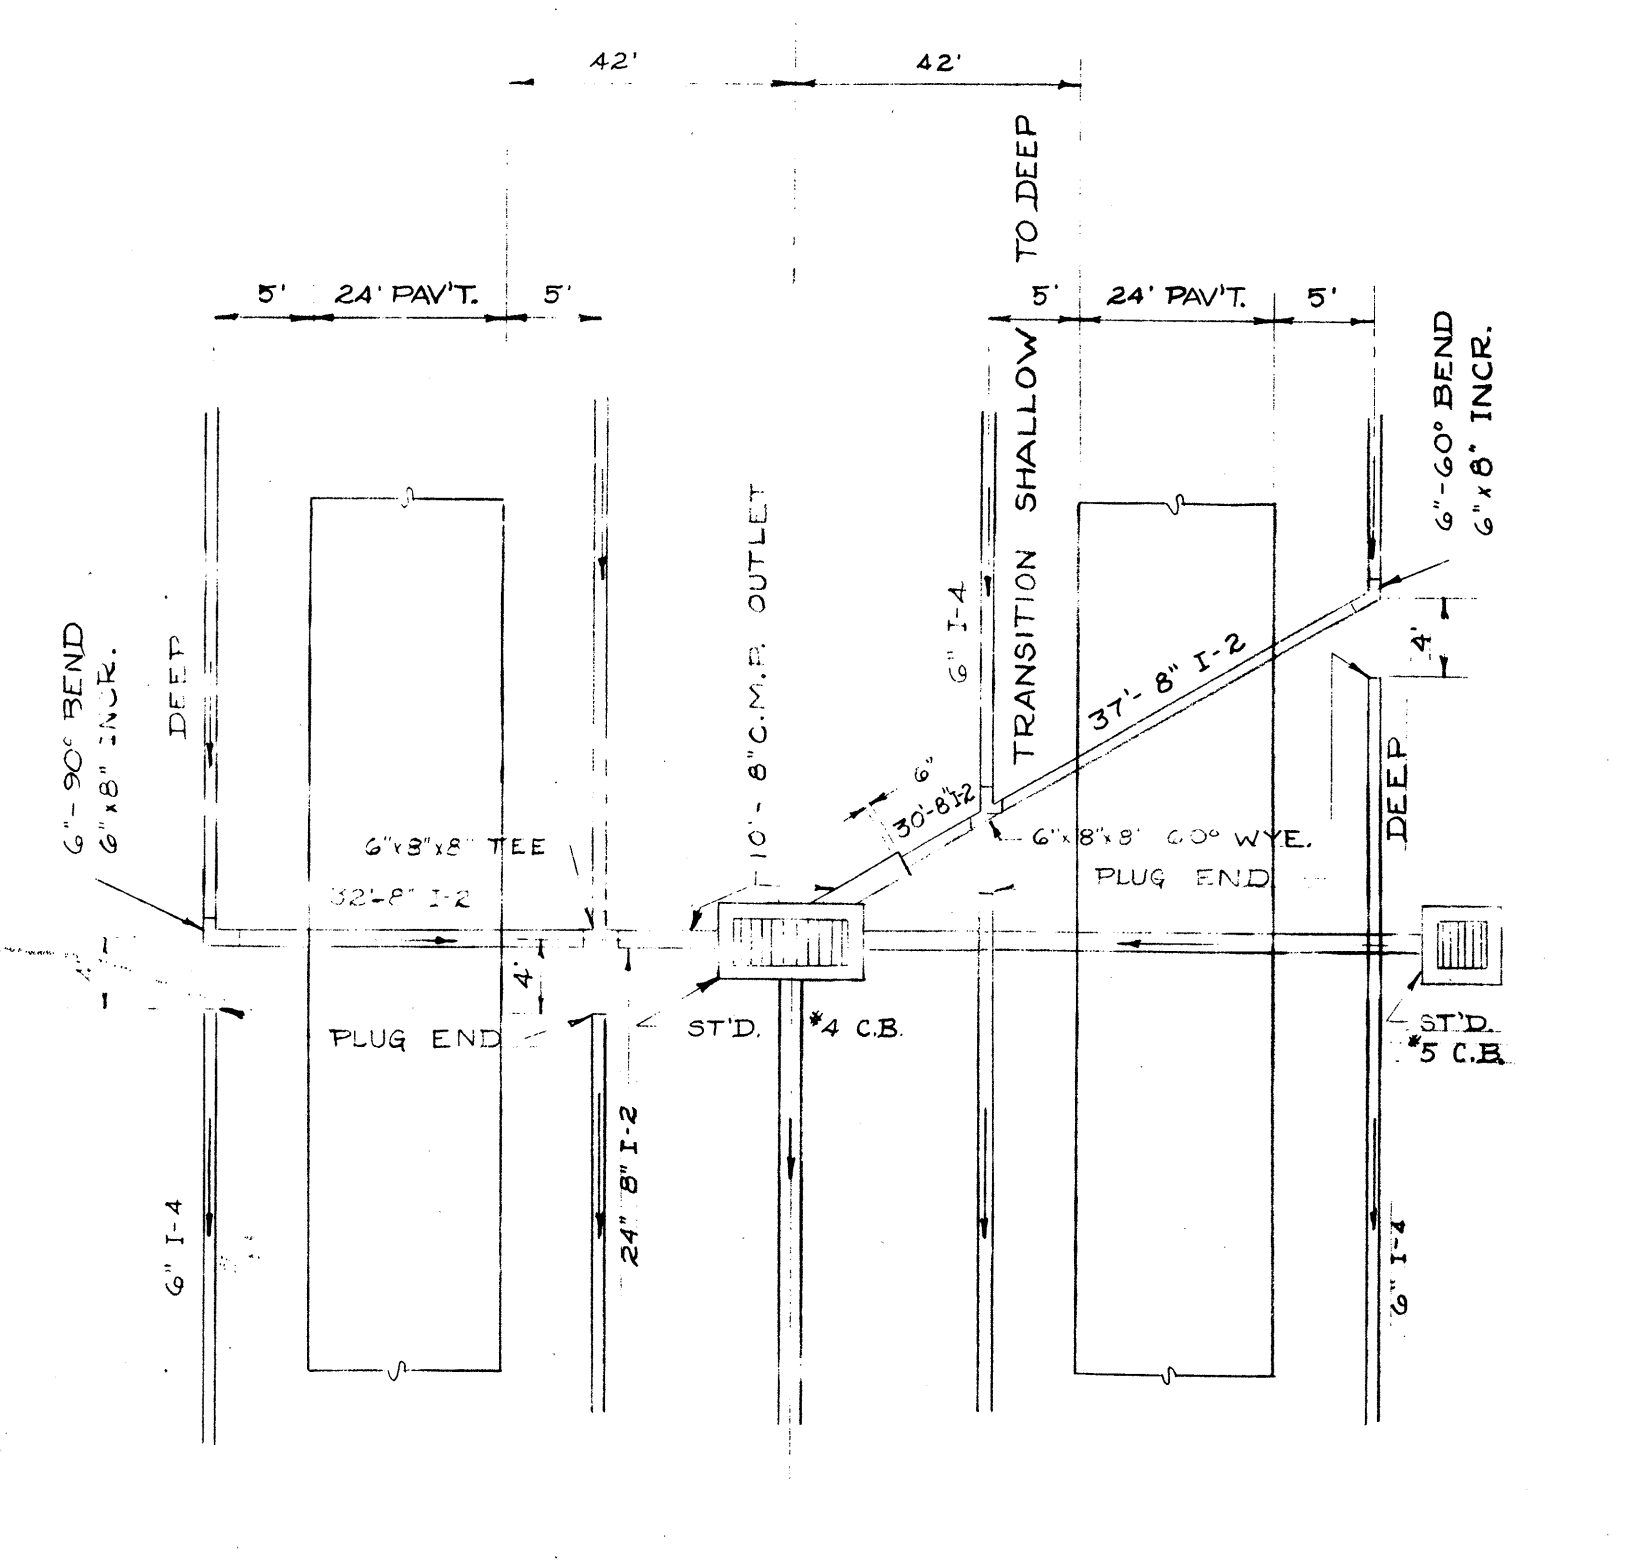 42'
42'
TRANSITION SHALLOW TO DEEP
5'
24' PAV'T.
5'
5'
24' PAV'T.
5'
6"-60° BEND
6"x8" INCR.
10'-8" C.M.P. OUTLET
6" I-4
37'-8" I-2
4'
6"-90° BEND
6"x8" INCR.
DEEP
DEEP
6"
30'-8" I-2
6"x8"x8" TEE
6"x8"x8" 60° WYE.
32'-8" I-2
PLUG END
4'
4'
PLUG END
ST'D. #4 C.B.
ST'D.
#5 C.B.
24" 8" I-2
6" I-4
6" I-4